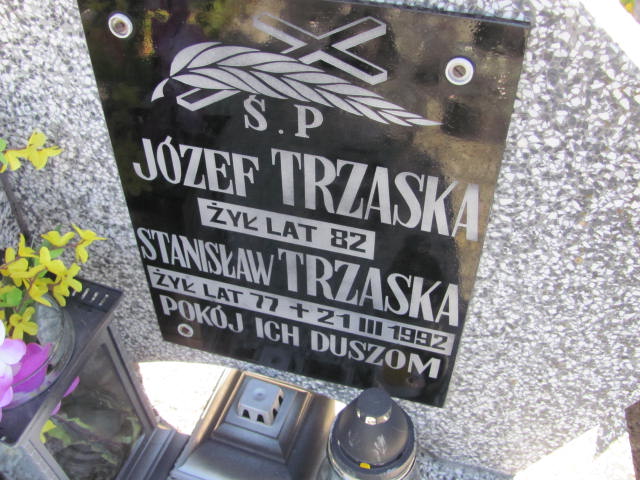 Ś.P
JÓZEF TRZASKA
ŻYŁ LAT 82
STANISŁAW TRZASKA
ŻYŁ LAT 77 + 21 III 1992
POKÓJ ICH DUSZOM